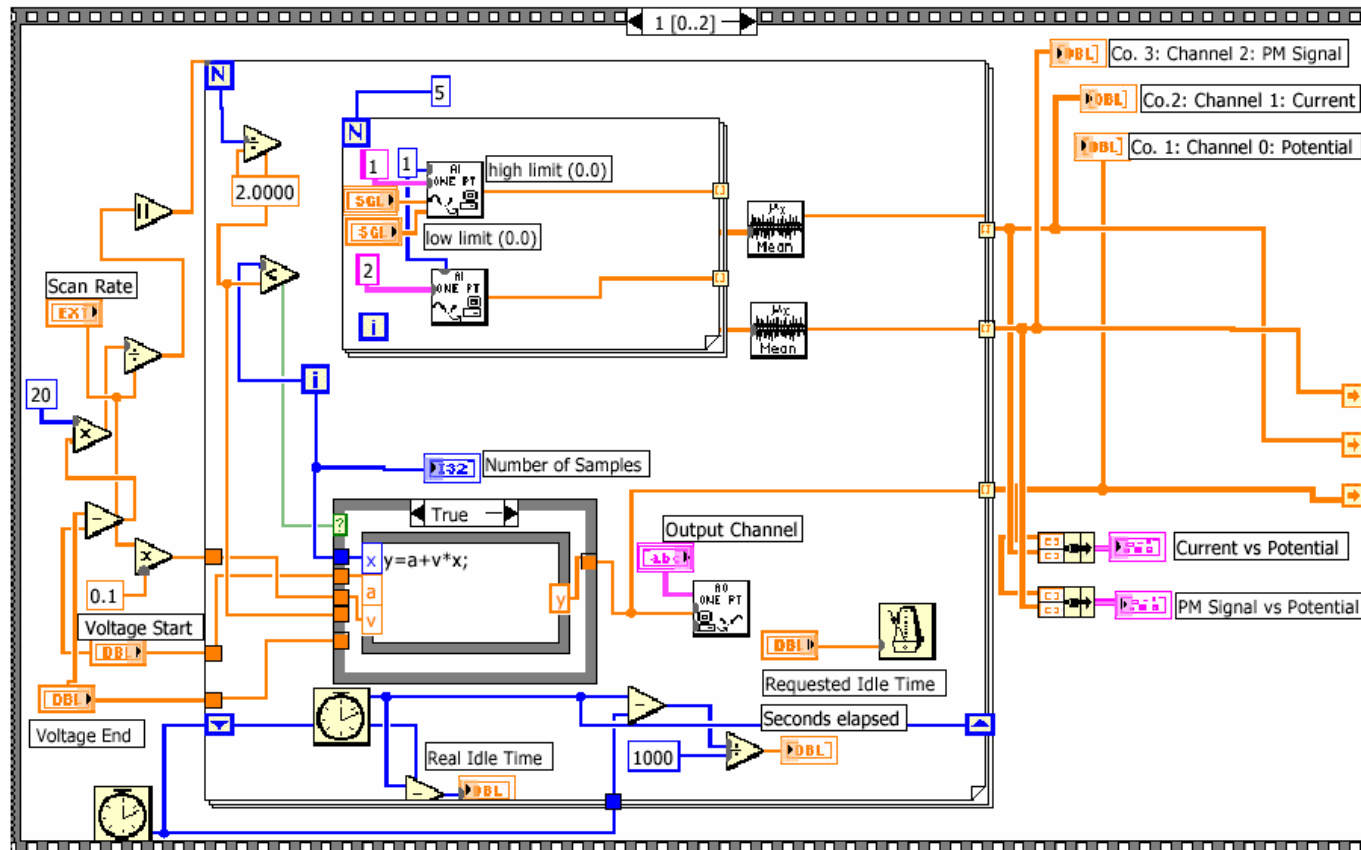 1 [0..2]
Co. 3: Channel 2: PM Signal
Co.2: Channel 1: Current
Co. 1: Channel 0: Potential
DBL
DBL
DBL
N
5
N
1
1
AI
ONE PT
high limit (0.0)
SGL
SGL
low limit (0.0)
2
AI
ONE PT
i
Mean
Mean
2.0000
÷
||
<
Scan Rate
EXT
÷
20
x
i
I32
Number of Samples
-
x
0.1
True
?
x
y=a+v*x;
a
v
y
Output Channel
abc
AO
ONE PT
Voltage Start
DBL
DBL
Voltage End
DBL
Requested Idle Time
Current vs Potential
PM Signal vs Potential
-
Seconds elapsed
1000
÷
DBL
Real Idle Time
-
DBL